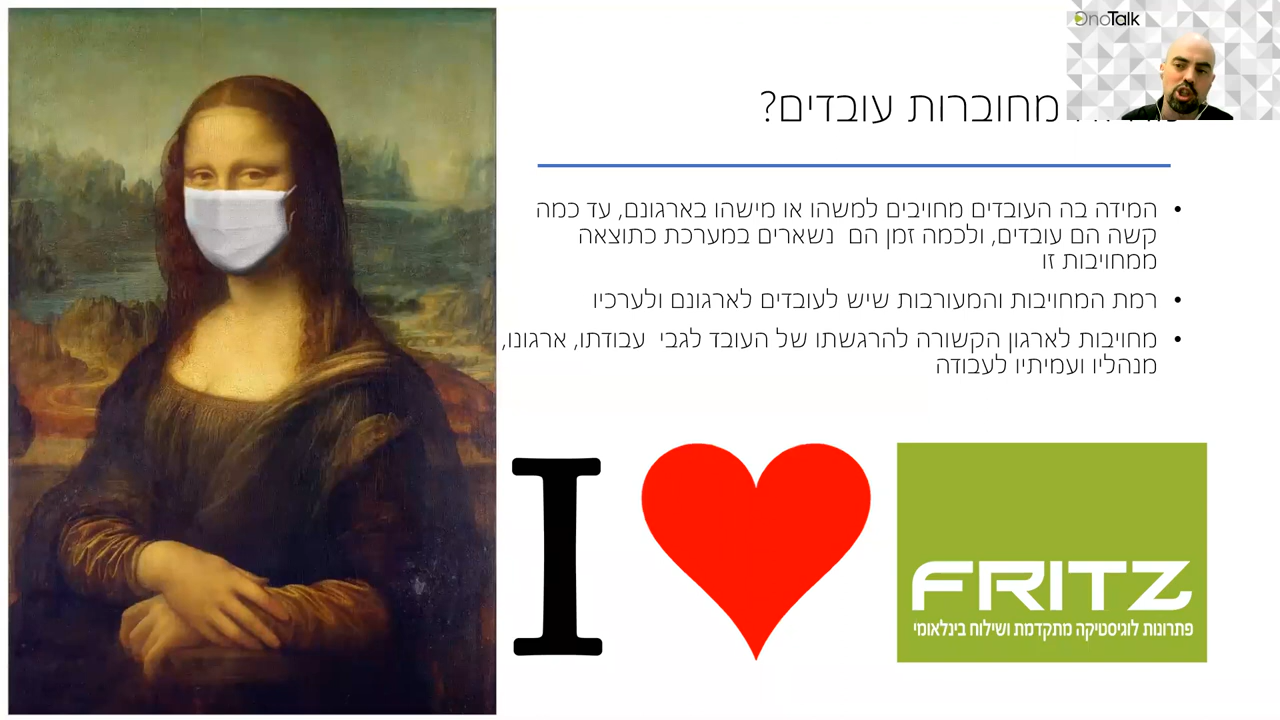 OnoTalk
מחוברות עובדים?
• המידה בה העובדים מחויבים למשהו או מישהו בארגונם, עד כמה
קשה הם עובדים, ולכמה זמן הם נשארים במערכת כתוצאה
ממחויבות זו
• רמת המחויבות והמעורבות שיש לעובדים לארגונם ולערכיו
• מחויבות לארגון הקשורה להרגשתו של העובד לגבי עבודתו, ארגונו,
מנהליו ועמיתיו לעבודה
I
FRITZ
פתרונות לוגיסטיקה מתקדמת ושילוח בינלאומי